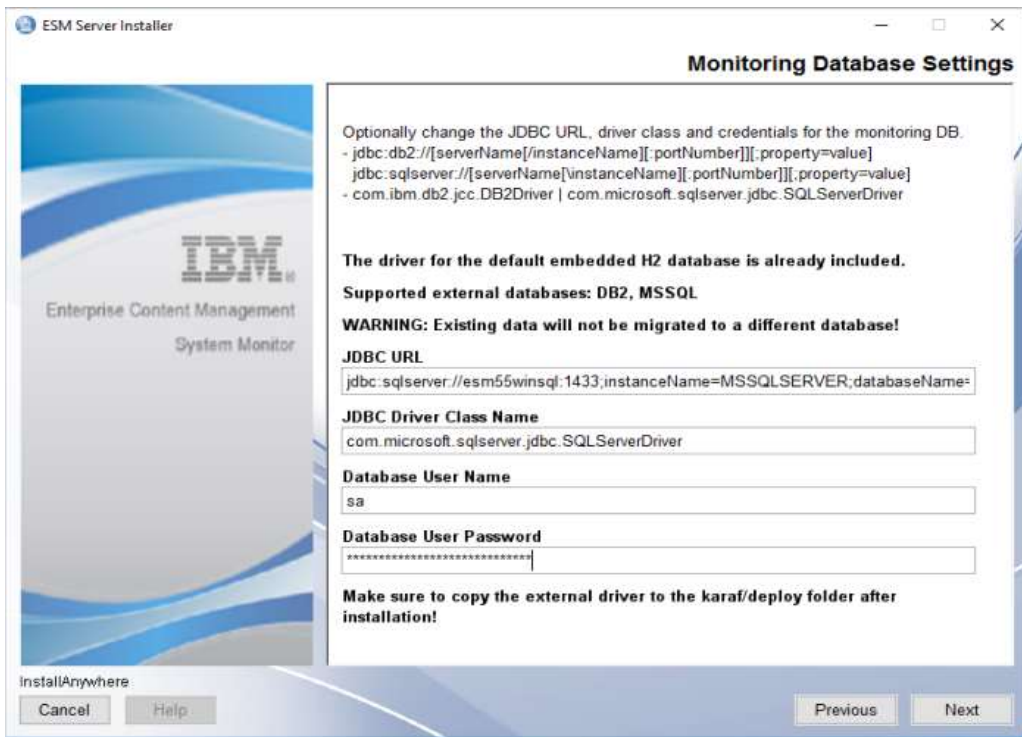 ESM Server Installer
Monitoring Database Settings
Optionally change the JDBC URL, driver class and credentials for the monitoring DB.
- jdbc:db2://[serverName[/instanceName][:portNumber]][;property=value]
jdbc:sqlserver://[serverName[\instanceName][:portNumber]][;property=value]
- com.ibm.db2.jcc.DB2Driver | com.microsoft.sqlserver.jdbc.SQLServerDriver
IBM®
Enterprise Content Management
System Monitor
The driver for the default embedded H2 database is already included.
Supported external databases: DB2, MSSQL
WARNING: Existing data will not be migrated to a different database!
JDBC URL
jdbc:sqlserver://esm55winsql:1433;instanceName=MSSQLSERVER;databaseName=
JDBC Driver Class Name
com.microsoft.sqlserver.jdbc.SQLServerDriver
Database User Name
sa
Database User Password
*****************************
Make sure to copy the external driver to the karaf/deploy folder after
installation!
InstallAnywhere
Cancel
Help
Previous
Next